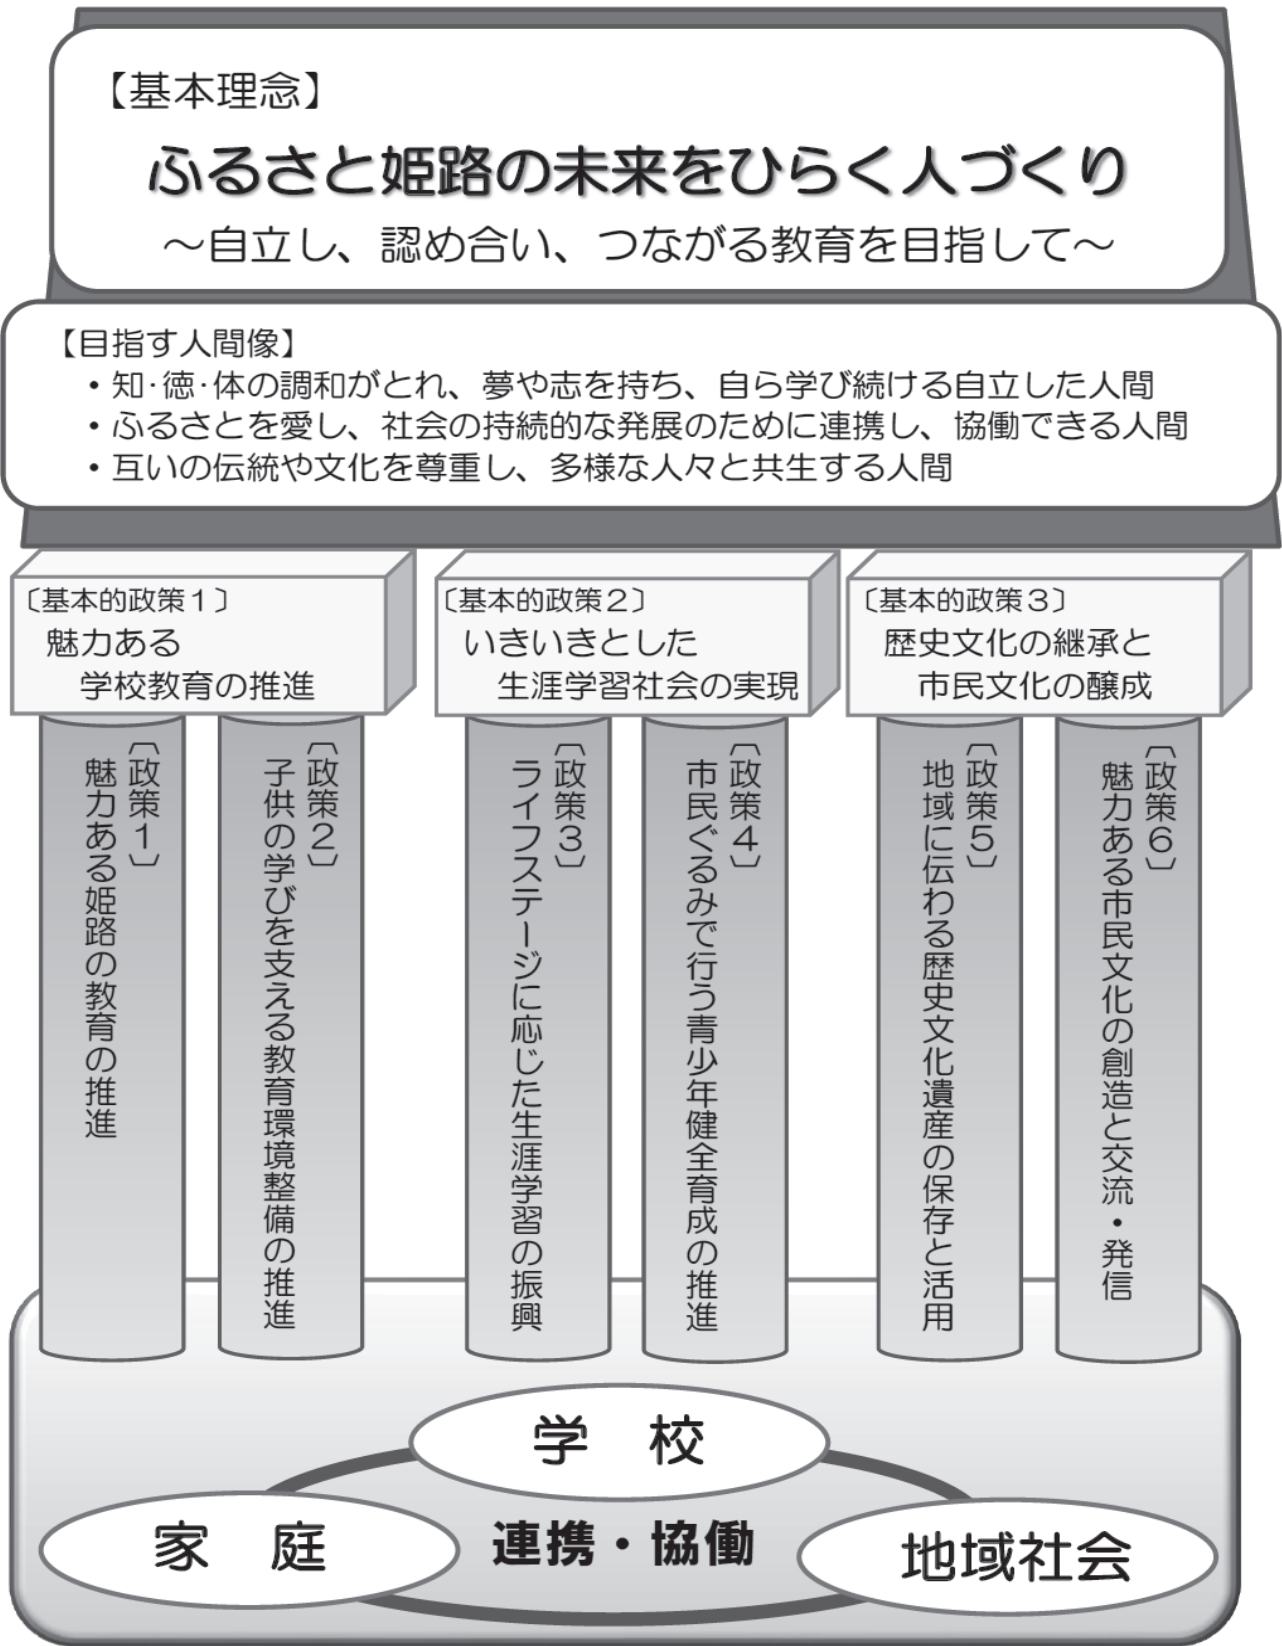 【基本理念】
ふるさと姫路の未来をひらく人づくり
～自立し、認め合い、つながる教育を目指して～
【目指す人間像】
・知･徳･体の調和がとれ、夢や志を持ち、自ら学び続ける自立した人間
・ふるさとを愛し、社会の持続的な発展のために連携し、協働できる人間
・互いの伝統や文化を尊重し、多様な人々と共生する人間
〔基本的政策１〕
魅力ある
学校教育の推進
〔基本的政策２〕
いきいきとした
生涯学習社会の実現
〔基本的政策３〕
歴史文化の継承と
市民文化の醸成
〔政策１〕
魅力ある姫路の教育の推進
〔政策２〕
子供の学びを支える教育環境整備の推進
〔政策３〕
ライフステージに応じた生涯学習の振興
〔政策４〕
市民ぐるみで行う青少年健全育成の推進
〔政策５〕
地域に伝わる歴史文化遺産の保存と活用
〔政策６〕
魅力ある市民文化の創造と交流・発信
学　校
家　庭
連携・協働
地域社会